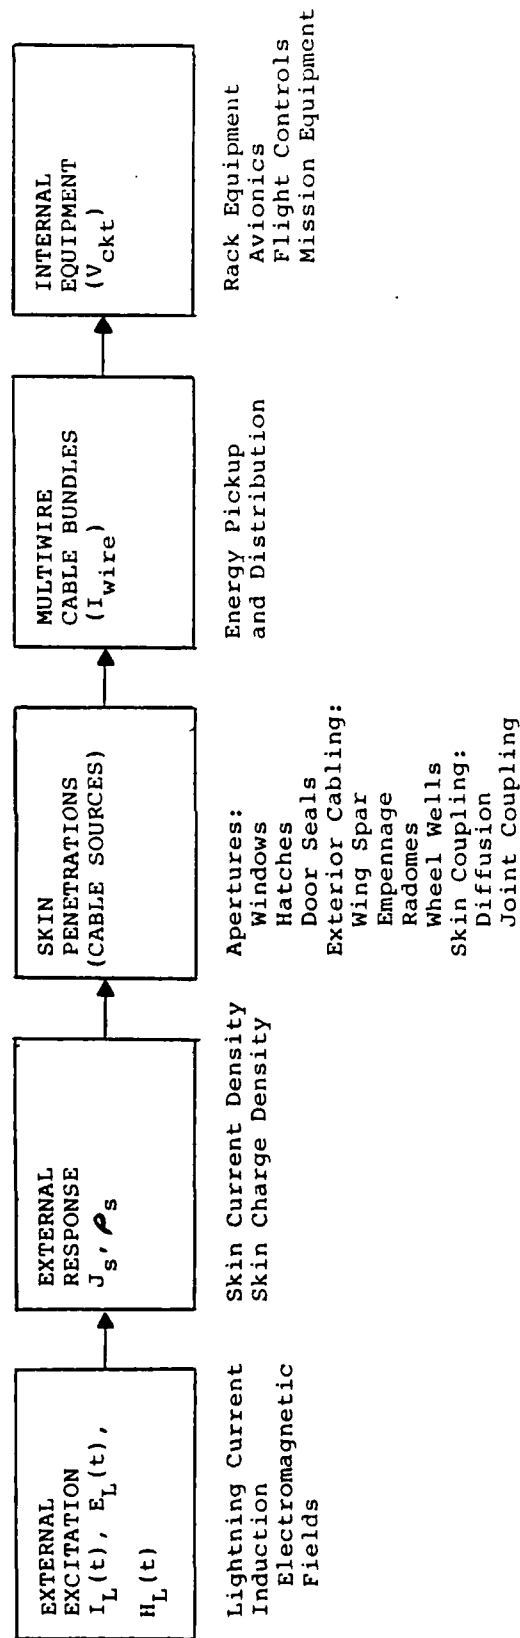 EXTERNAL
EXCITATION
I_L(t), E_L(t),
H_L(t)
Lightning Current
Induction
Electromagnetic
Fields
EXTERNAL
RESPONSE
J_s, ρ_s
Skin Current Density
Skin Charge Density
SKIN
PENETRATIONS
(CABLE SOURCES)
Apertures:
Windows
Hatches
Door Seals
Exterior Cabling:
Wing Spar
Empennage
Radomes
Wheel Wells
Skin Coupling:
Diffusion
Joint Coupling
MULTIWIRE
CABLE BUNDLES
(I_wire)
Energy Pickup
and Distribution
INTERNAL
EQUIPMENT
(V_ckt)
Rack Equipment
Avionics
Flight Controls
Mission Equipment